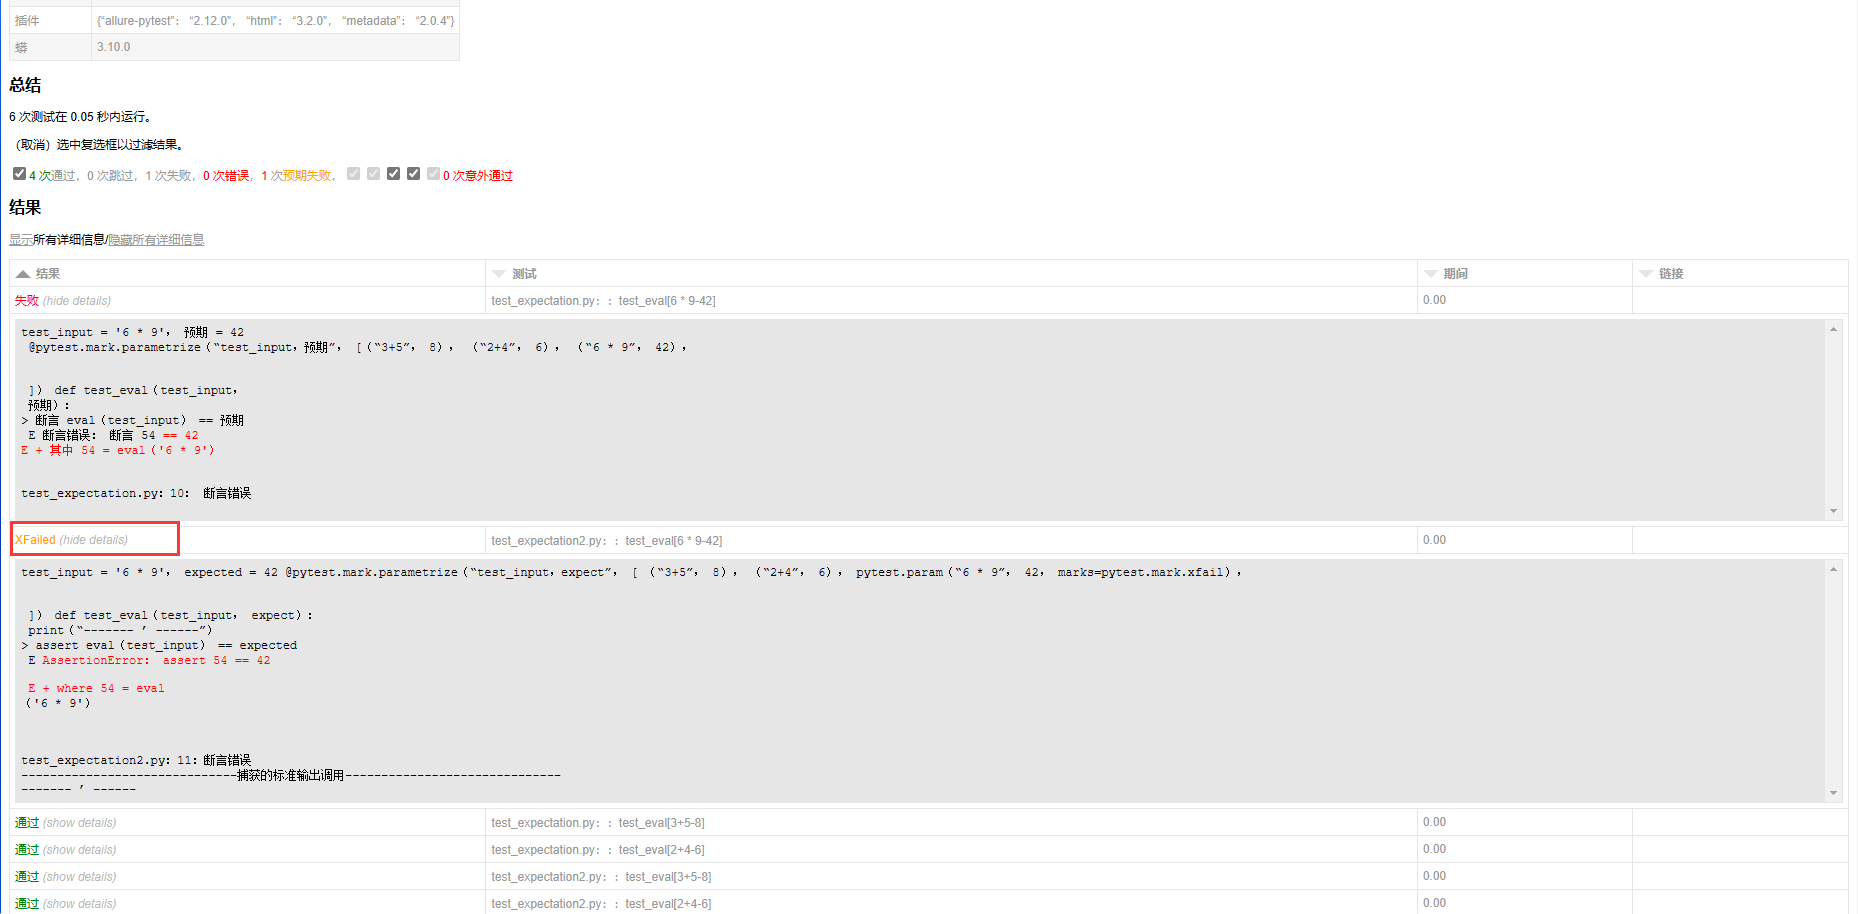 插件 {“allure-pytest”： “2.12.0”， “html”： “3.2.0”， “metadata”： “2.0.4”}
蟒 3.10.0
总结
6 次测试在 0.05 秒内运行。
（取消）选中复选框以过滤结果。
4 次通过，0 次跳过，1 次失败，0 次错误，1 次预期失败， 0 次意外通过
结果
显示所有详细信息/隐藏所有详细信息
结果 测试 期间 链接
失败 (hide details) test_expectation.py：：test_eval[6 * 9-42] 0.00
test_input = '6 * 9'， 预期 = 42
@pytest.mark.parametrize（“test_input，预期”， [（“3+5”， 8）， （“2+4”， 6）， （“6 * 9”， 42），
]） def test_eval（test_input，
预期）：
> 断言 eval（test_input） == 预期
E 断言错误： 断言 54 == 42
E + 其中 54 = eval（'6 * 9'）
test_expectation.py：10： 断言错误
XFailed (hide details) test_expectation2.py：：test_eval[6 * 9-42] 0.00
test_input = '6 * 9'， expected = 42 @pytest.mark.parametrize（“test_input，expect”， [ （“3+5”， 8）， （“2+4”， 6）， pytest.param（“6 * 9”， 42， marks=pytest.mark.xfail），
]） def test_eval（test_input， expect）：
print（“------- ’ ------”）
> assert eval（test_input） == expected
E AssertionError： assert 54 == 42
E + where 54 = eval
（'6 * 9'）
test_expectation2.py：11：断言错误
------------------------------捕获的标准输出调用------------------------------
------- ’ ------
通过 (show details) test_expectation.py：：test_eval[3+5-8] 0.00
通过 (show details) test_expectation.py：：test_eval[2+4-6] 0.00
通过 (show details) test_expectation2.py：：test_eval[3+5-8] 0.00
通过 (show details) test_expectation2.py：：test_eval[2+4-6] 0.00